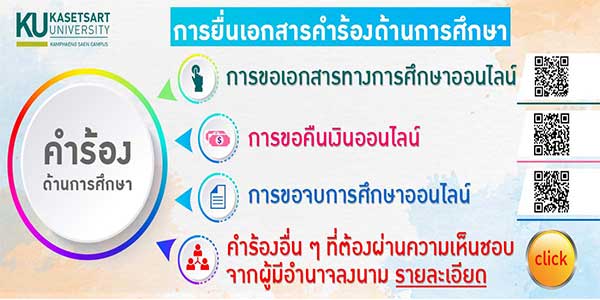 KU KASETSART
UNIVERSITY
KAMPHAENG SAEN CAMPUS
การยื่นเอกสารคำร้องด้านการศึกษา
คำร้อง
ด้านการศึกษา
การขอเอกสารทางการศึกษาออนไลน์
การขอคืนเงินออนไลน์
$
การขอจบการศึกษาออนไลน์
คำร้องอื่น ๆ ที่ต้องผ่านความเห็นชอบ
จากผู้มีอำนาจลงนาม รายละเอียด
click